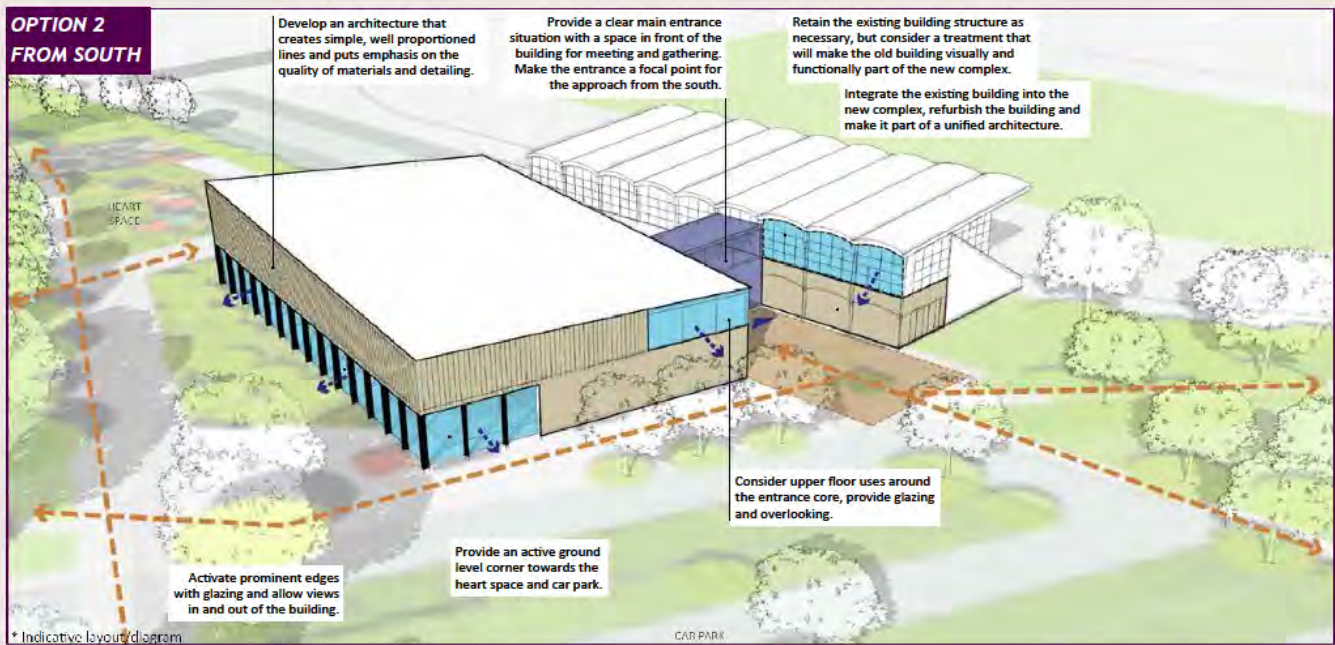 OPTION 2
FROM SOUTH
Develop an architecture that
creates simple, well proportioned
lines and puts emphasis on the
quality of materials and detailing.
Provide a clear main entrance
situation with a space in front of the
building for meeting and gathering.
Make the entrance a focal point for
the approach from the south.
Retain the existing building structure as
necessary, but consider a treatment that
will make the old building visually and
functionally part of the new complex.
Integrate the existing building into the
new complex, refurbish the building and
make it part of a unified architecture.
HEART
SPACE
Consider upper floor uses around
the entrance core, provide glazing
and overlooking.
Provide an active ground
level corner towards the
heart space and car park.
Activate prominent edges
with glazing and allow views
in and out of the building.
* Indicative layout/diagram
CAR PARK